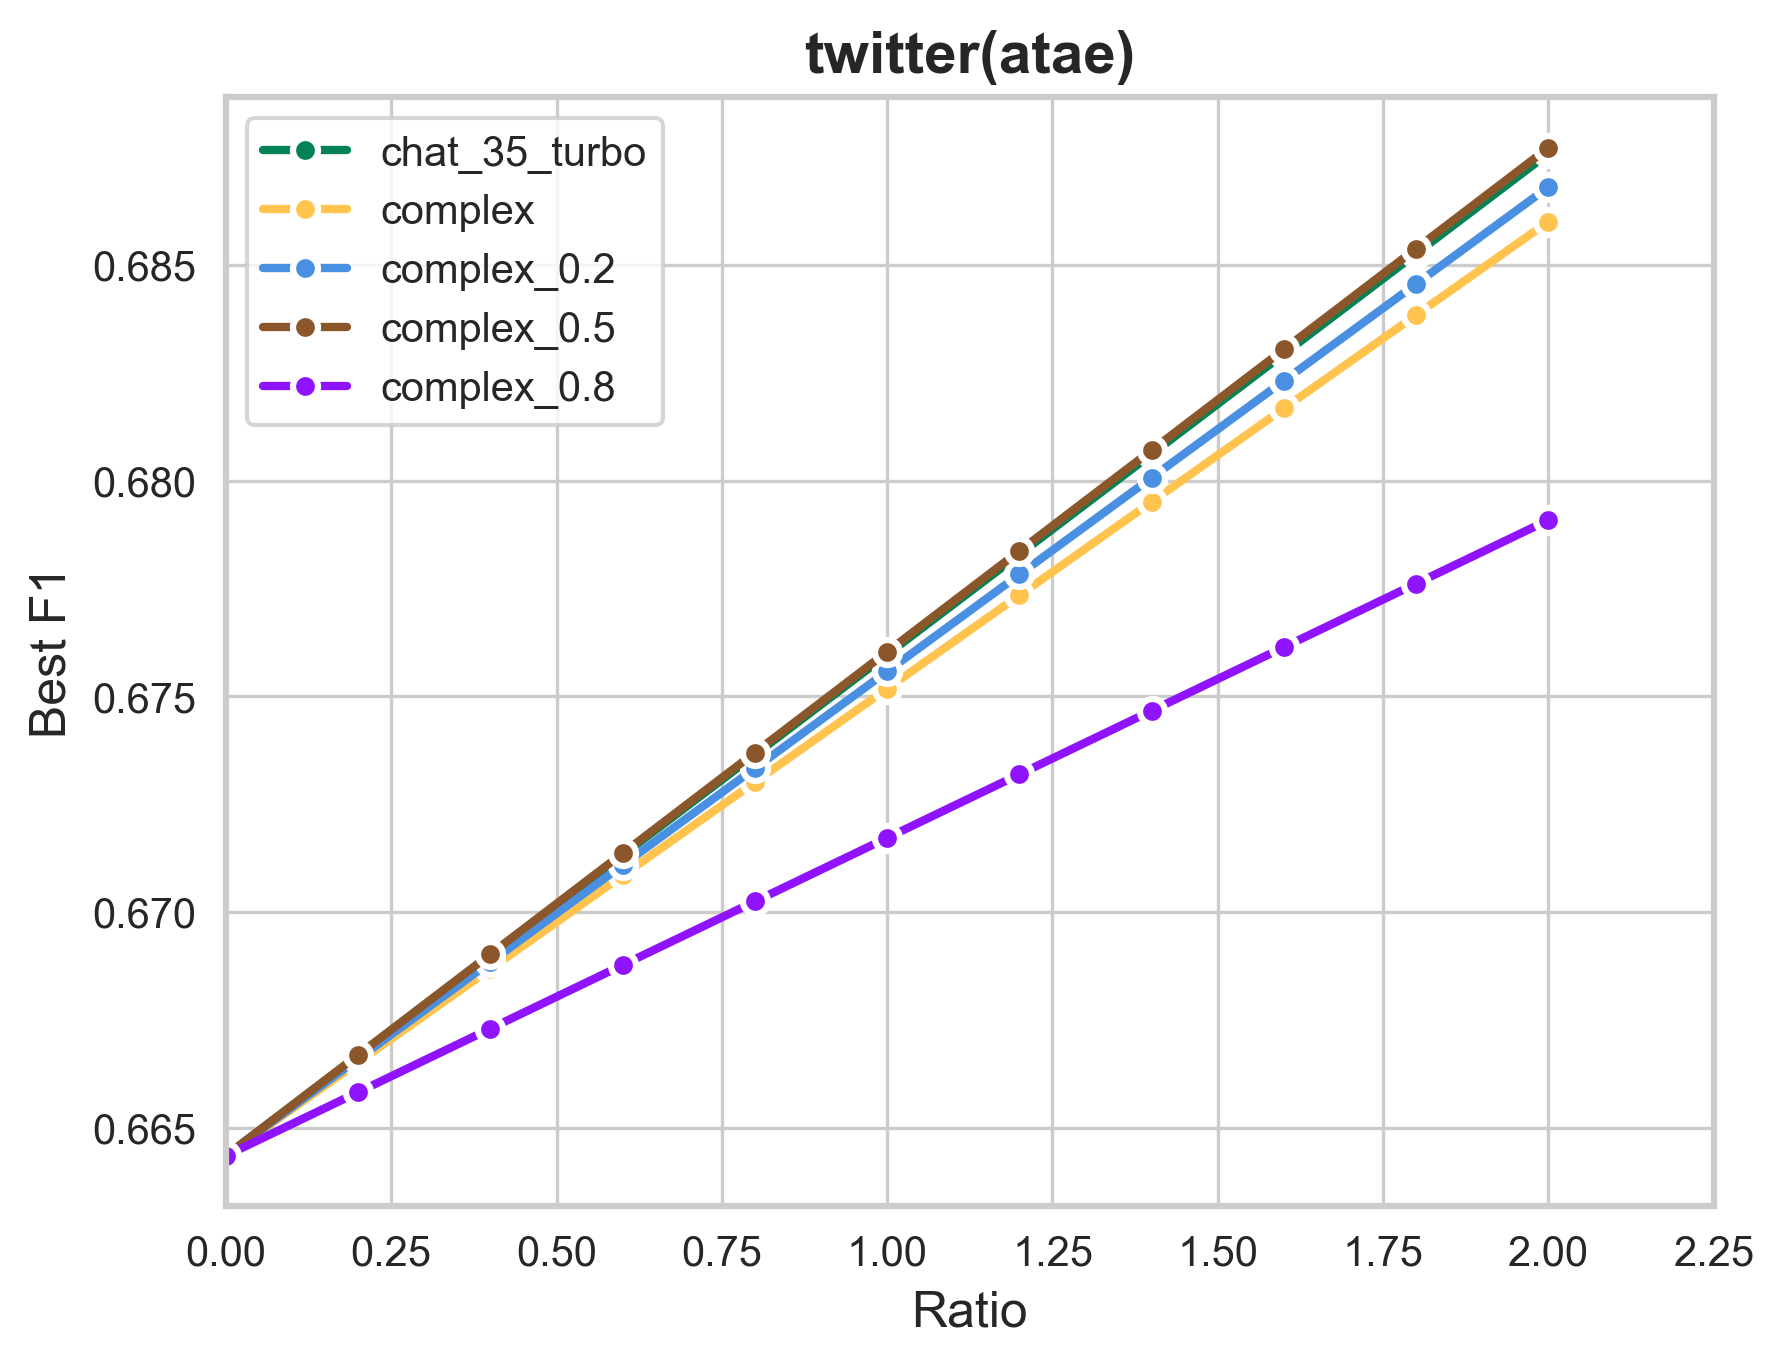 twitter(atae)
chat_35_turbo
complex
complex_0.2
complex_0.5
complex_0.8
0.685
0.680
0.675
0.670
0.665
Best F1
0.00 0.25 0.50 0.75 1.00 1.25 1.50 1.75 2.00 2.25
Ratio